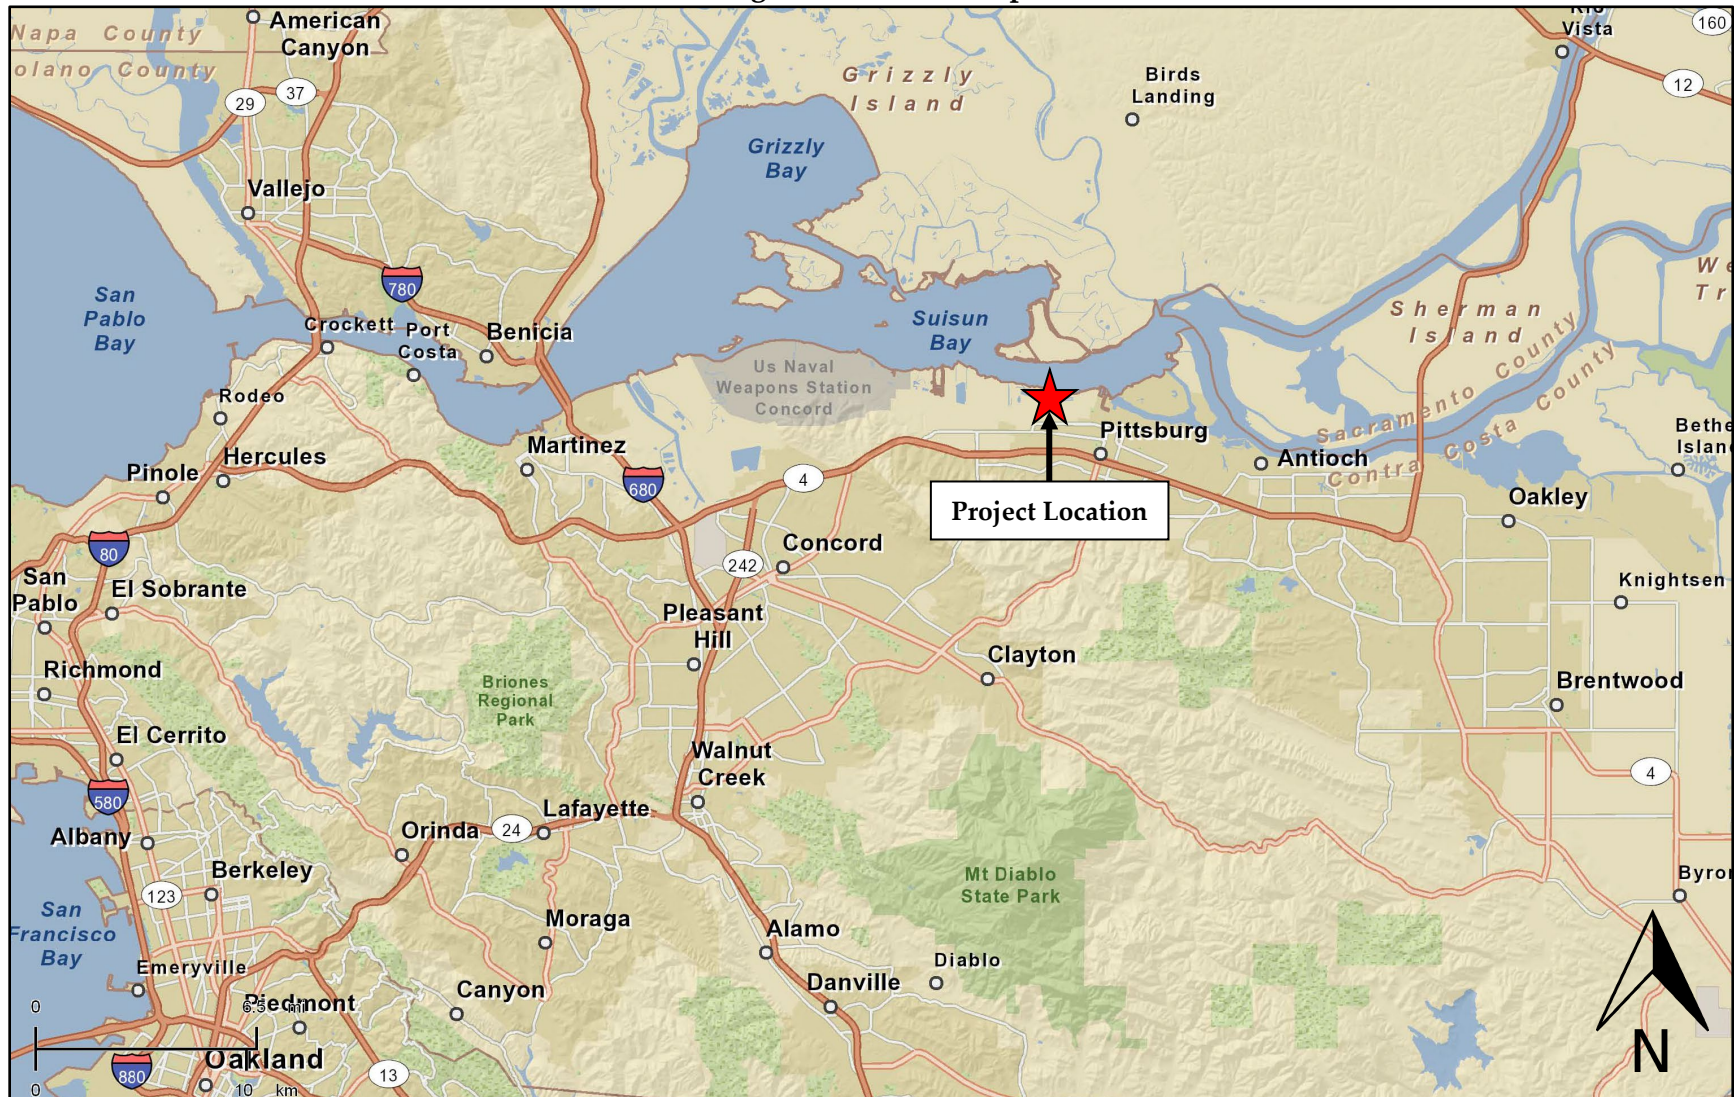 American
Canyon
Napa County
olano County
160
Vista
12
29
37
Grizzly
Island
Birds
Landing
Grizzly
Bay
Vallejo
780
San
Pablo
Bay
Crockett
Port
Costa
Benicia
Suisun
Bay
Sherman
Island
Us Naval
Weapons Station
Concord
Sacramento County
Contra Costa County
Rodeo
Pittsburg
Antioch
Martinez
Hercules
Pinole
680
4
Oakley
Project Location
80
Concord
242
San
Pablo
El Sobrante
Knightsen
Pleasant
Hill
Richmond
Clayton
Briones
Regional
Park
Brentwood
El Cerrito
Walnut
Creek
4
580
Albany
Orinda
24
Lafayette
Berkeley
123
Mt Diablo
State Park
San
Francisco
Bay
Moraga
Alamo
Emeryville
Diablo
Canyon
Danville
Piedmont
0
6.5 mi
Oakland
880
0
10 km
13
N